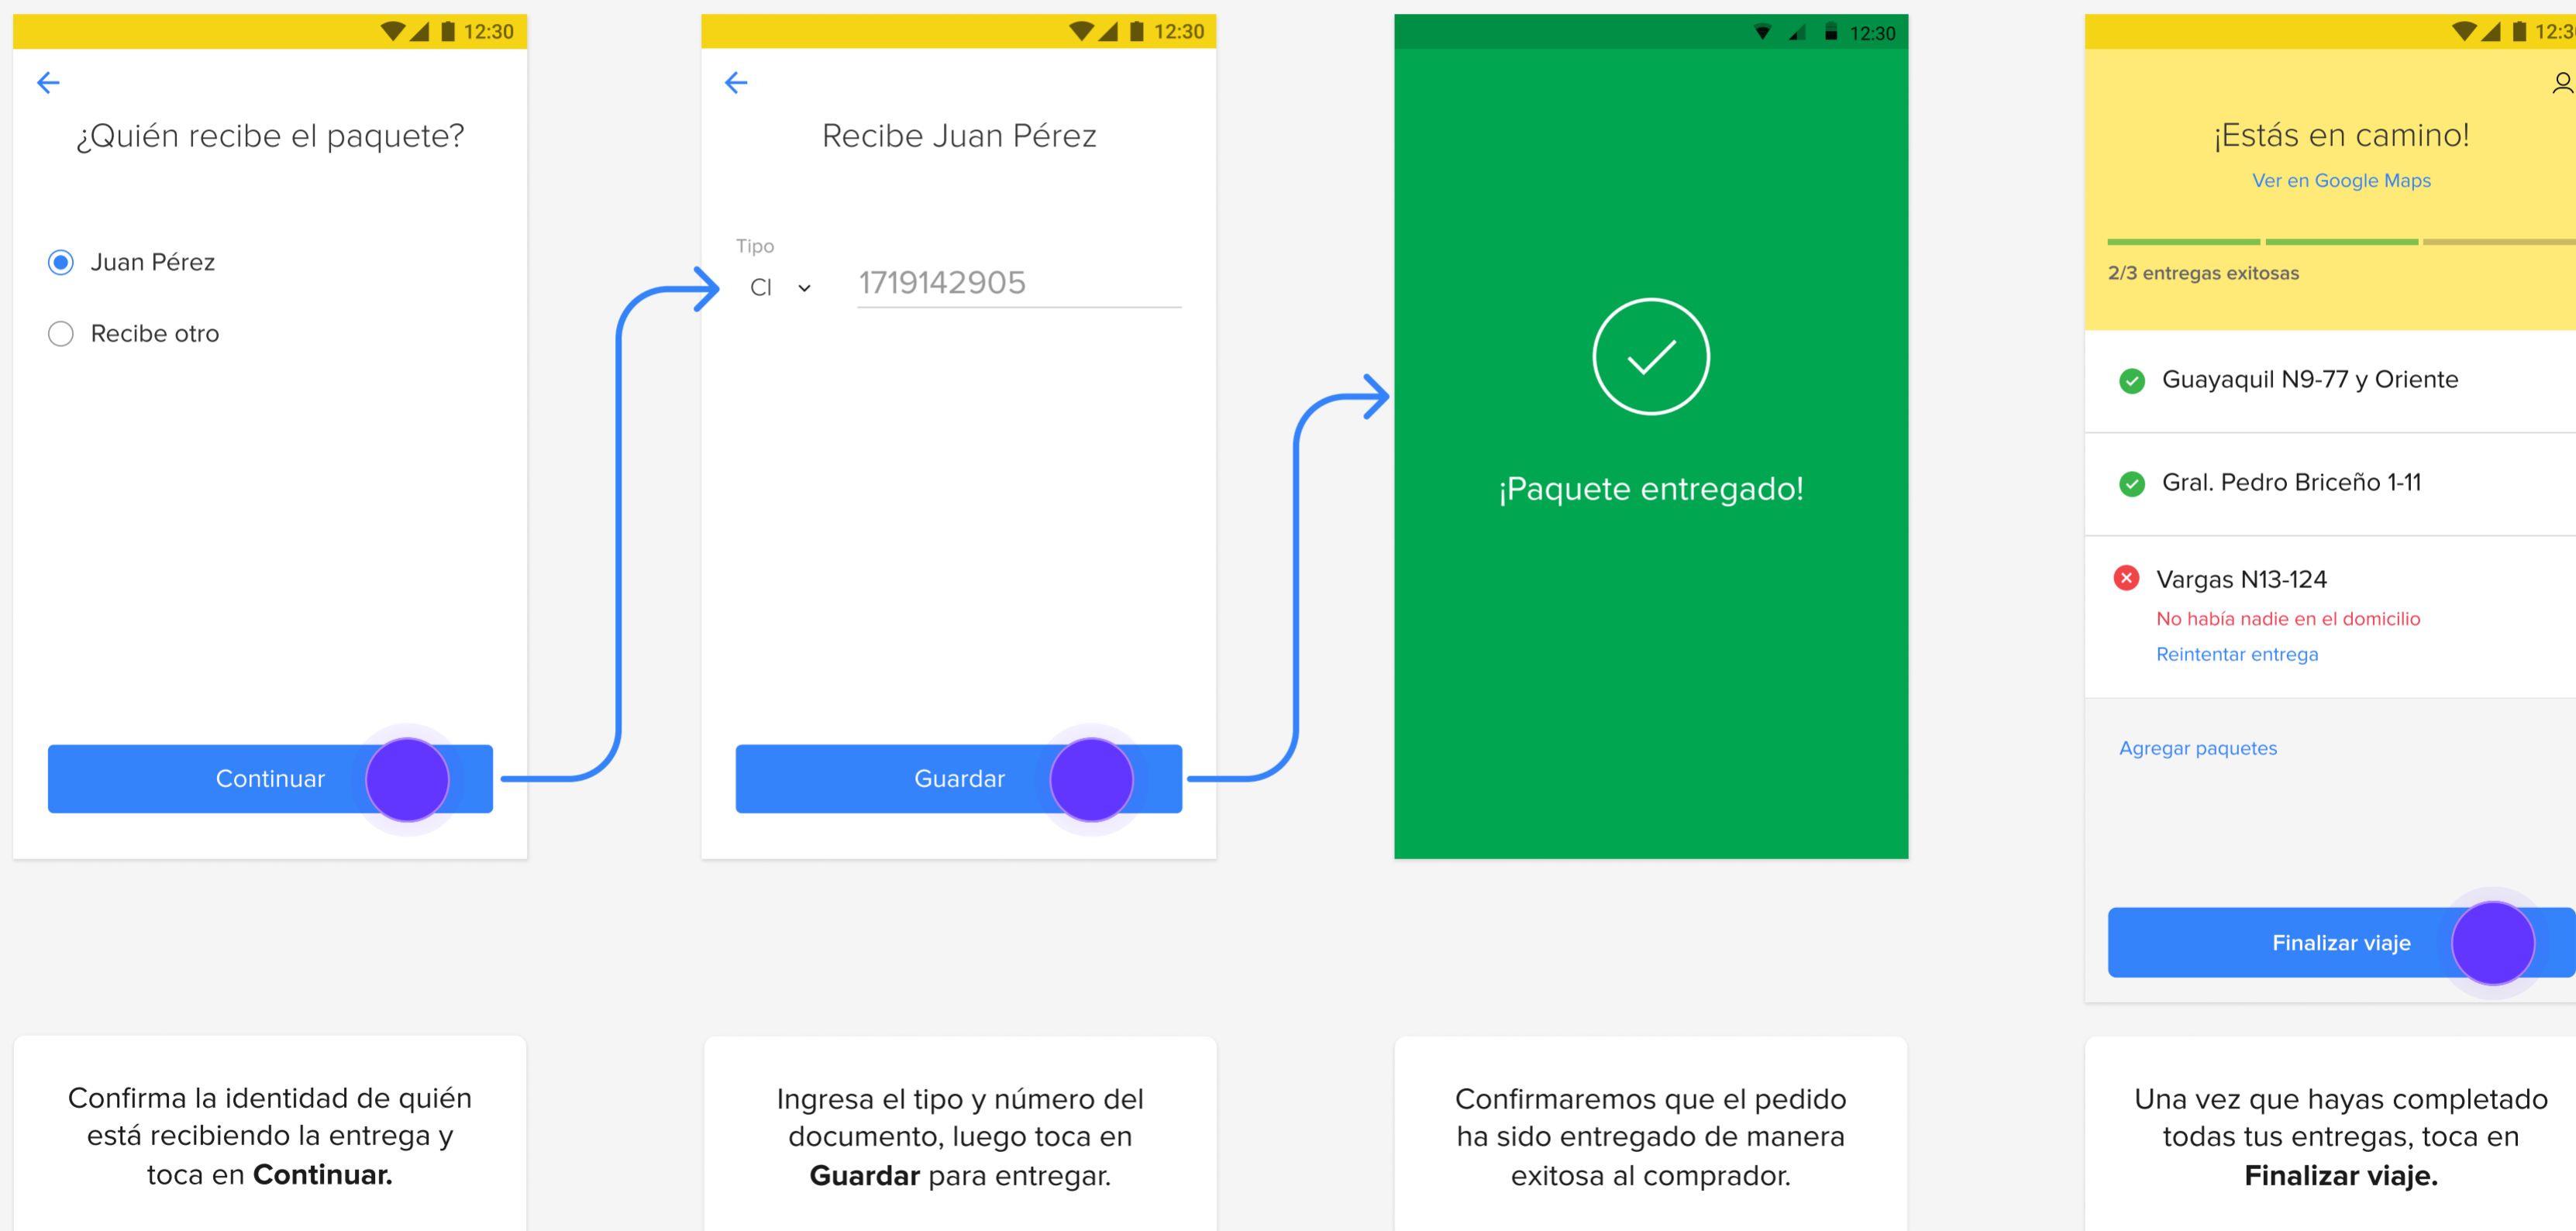 12:30
¿Quién recibe el paquete?
Juan Pérez
Recibe otro
Continuar
Confirma la identidad de quién
está recibiendo la entrega y
toca en Continuar.
12:30
Recibe Juan Pérez
Tipo
CI
1719142905
Guardar
Ingresa el tipo y número del
documento, luego toca en
Guardar para entregar.
12:30
¡Paquete entregado!
Confirmaremos que el pedido
ha sido entregado de manera
exitosa al comprador.
¡Estás en camino!
Ver en Google Maps
2/3 entregas exitosas
Guayaquil N9-77 y Oriente
Gral. Pedro Briceño 1-11
Vargas N13-124
No había nadie en el domicilio
Reintentar entrega
Agregar paquetes
Finalizar viaje
Una vez que hayas completado
todas tus entregas, toca en
Finalizar viaje.